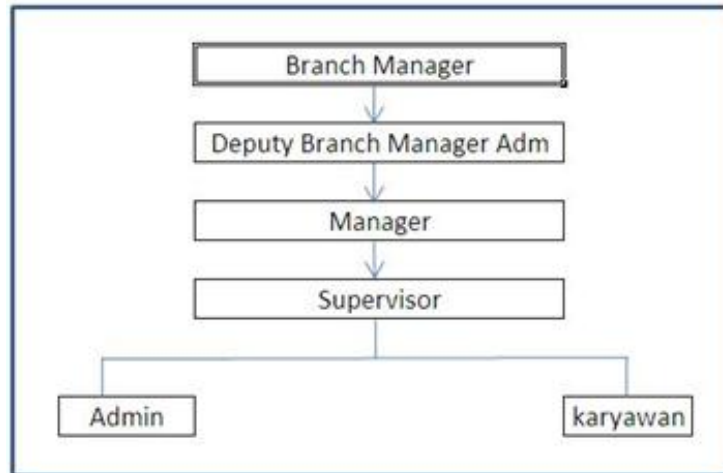 Branch Manager
Deputy Branch Manager Adm
Manager
Supervisor
Admin
karyawan